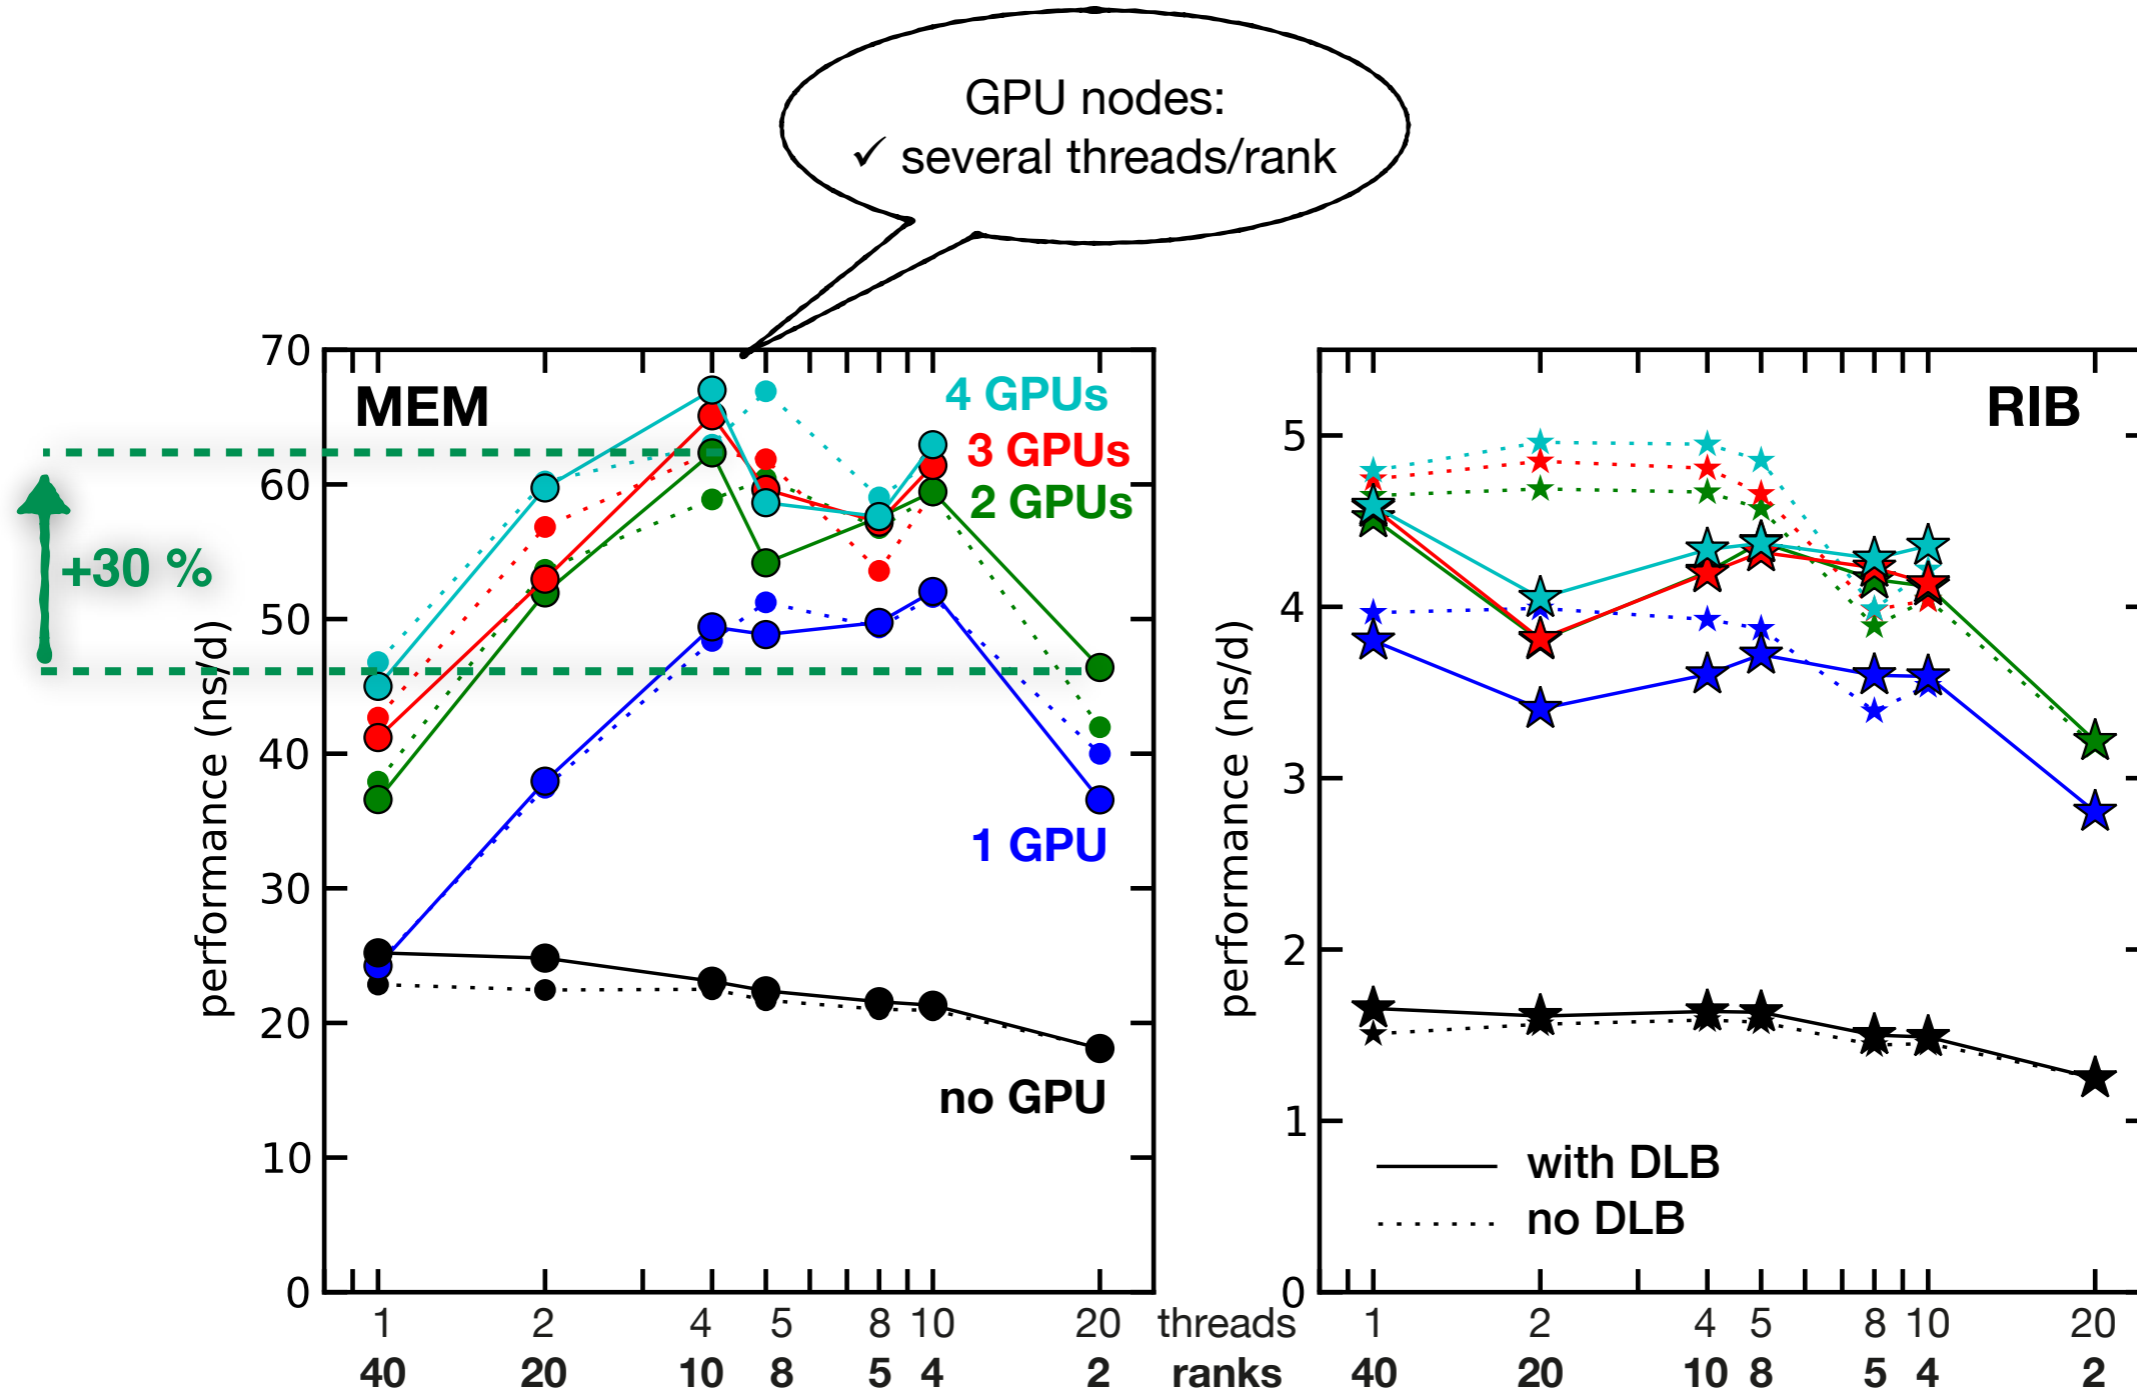 GPU nodes:
✓ several threads/rank
+30 %
MEM
4 GPUs
3 GPUs
2 GPUs
1 GPU
no GPU
performance (ns/d)
70
60
50
40
30
20
10
0
1 2 4 5 8 10 20 threads
40 20 10 8 5 4 2 ranks
RIB
performance (ns/d)
5
4
3
2
1
0
with DLB
no DLB
1 2 4 5 8 10 20
40 20 10 8 5 4 2